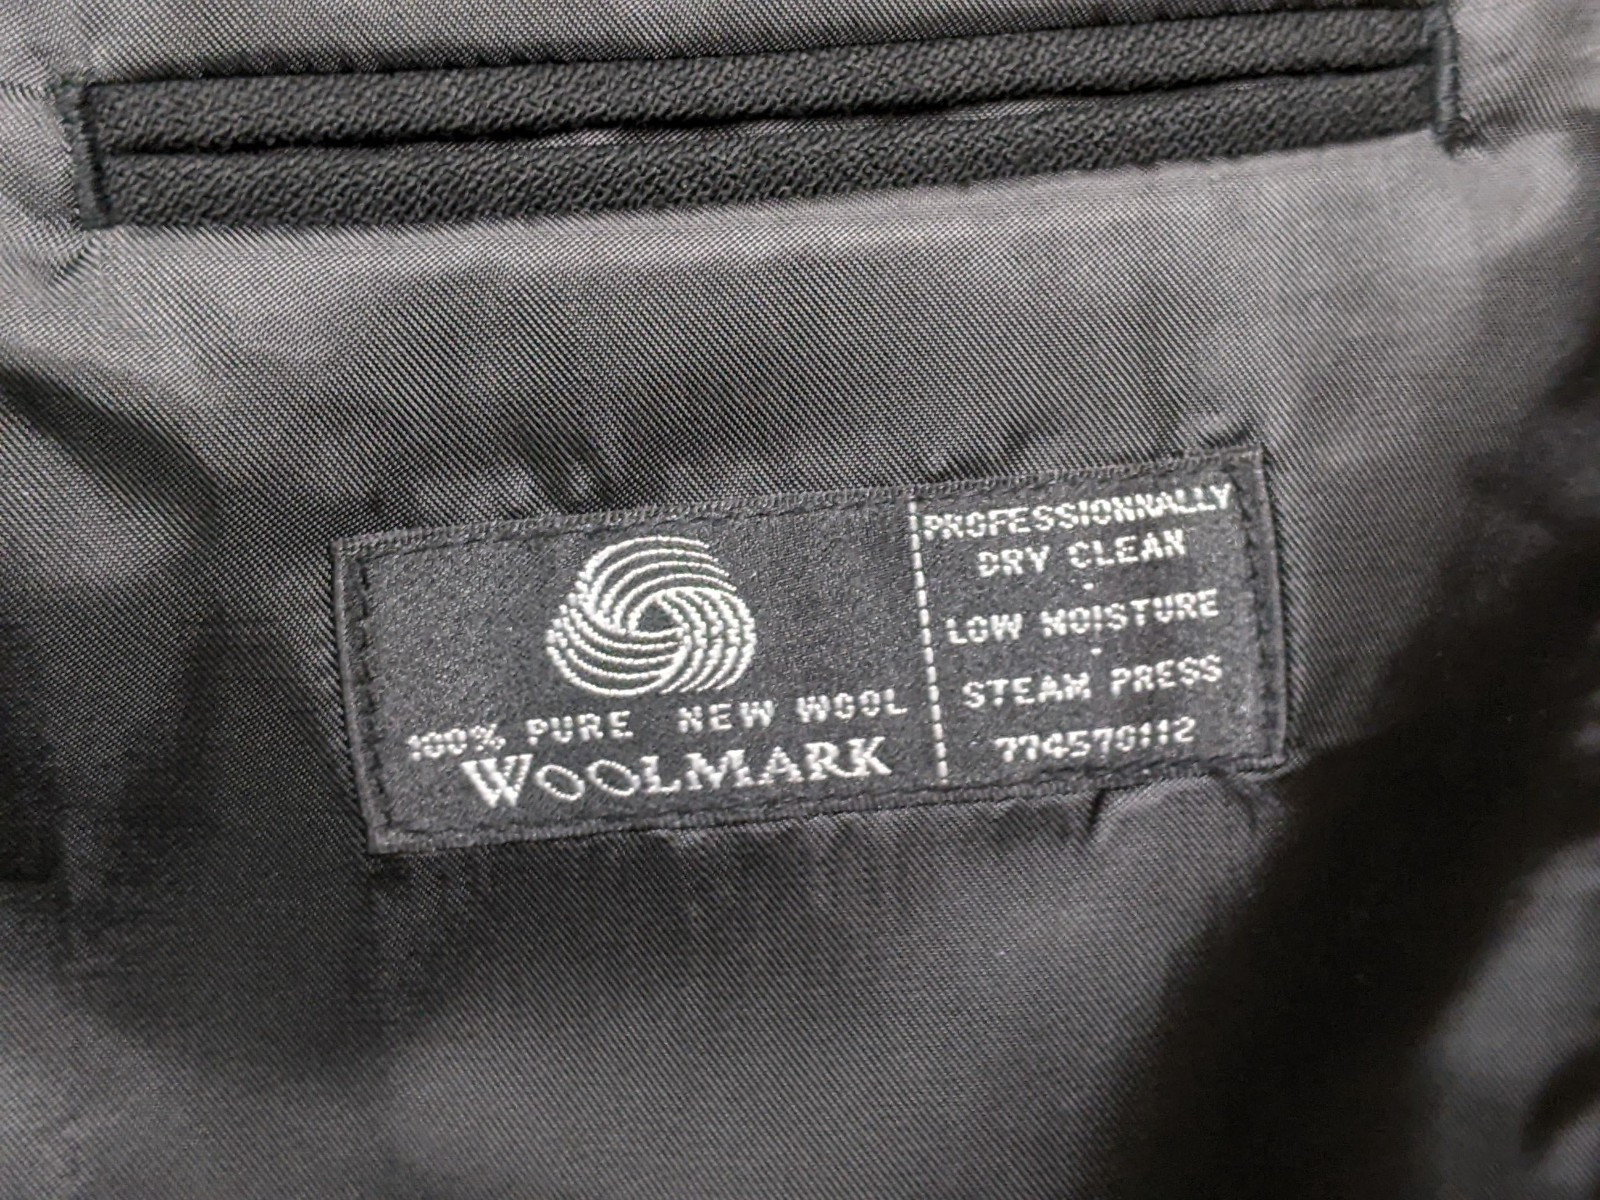 100% PURE NEW WOOL
WOOLMARK
PROFESSIONNALLY
DRY CLEAN
LOW MOISTURE
STEAM PRESS
774570112